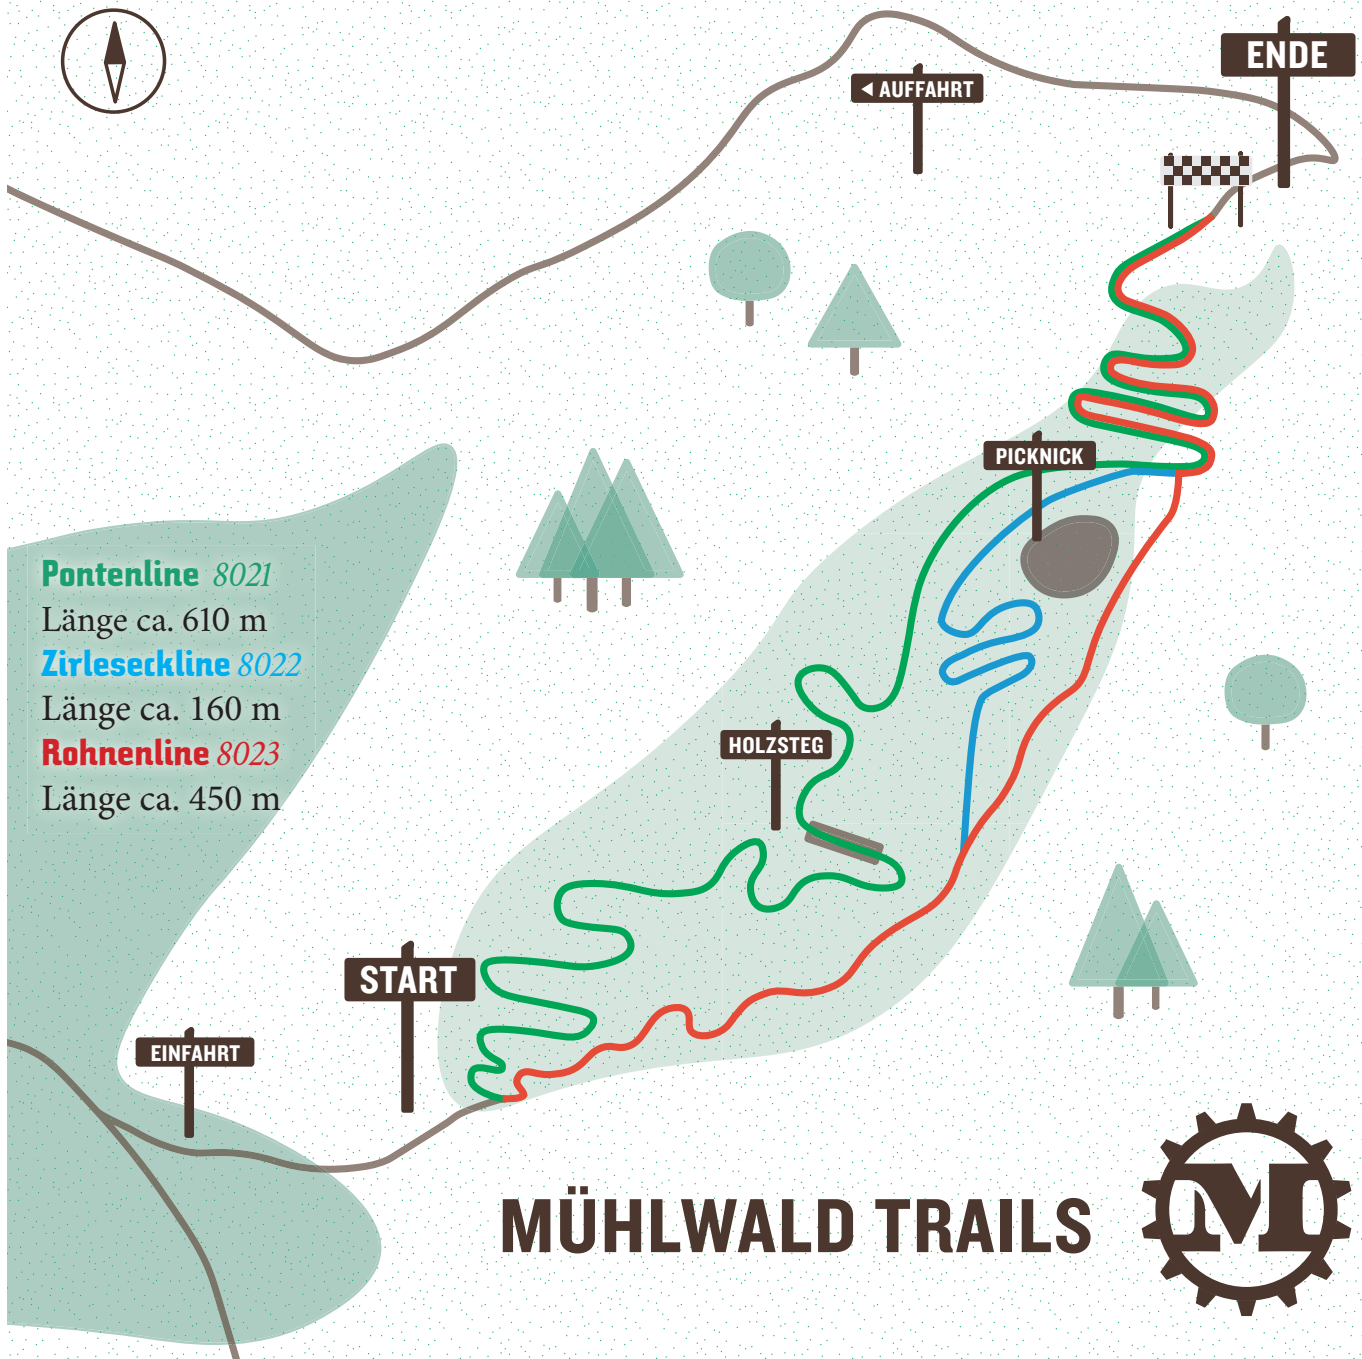 ENDE
◄ AUFFAHRT
PICKNICK
Pontenline 8021
Länge ca. 610 m
Zirleseckline 8022
Länge ca. 160 m
Rohnenline 8023
Länge ca. 450 m
HOLZSTEG
START
EINFAHRT
MÜHLWALD TRAILS
M